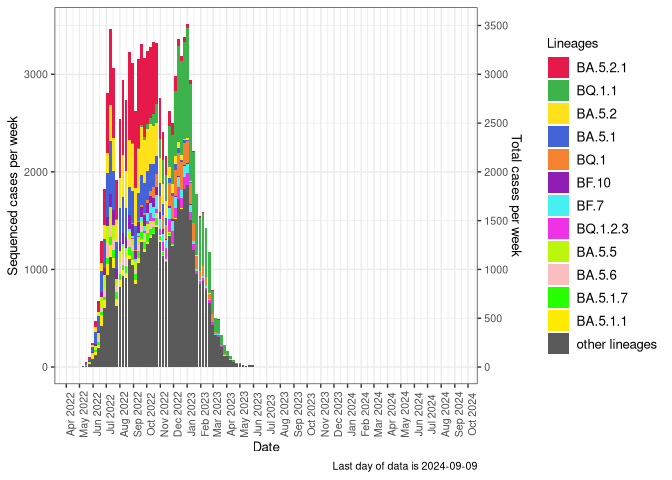 Sequenced cases per week
3000
2000
1000
0
3500
3000
2500
2000
1500
1000
500
0
Total cases per week
Apr 2022
May 2022
Jun 2022
Jul 2022
Aug 2022
Sep 2022
Oct 2022
Nov 2022
Dec 2022
Jan 2023
Feb 2023
Mar 2023
Apr 2023
May 2023
Jun 2023
Jul 2023
Aug 2023
Sep 2023
Oct 2023
Nov 2023
Dec 2023
Jan 2024
Feb 2024
Mar 2024
Apr 2024
May 2024
Jun 2024
Jul 2024
Aug 2024
Sep 2024
Oct 2024
Date
Last day of data is 2024-09-09
Lineages
BA.5.2.1
BQ.1.1
BA.5.2
BA.5.1
BQ.1
BF.10
BF.7
BQ.1.2.3
BA.5.5
BA.5.6
BA.5.1.7
BA.5.1.1
other lineages